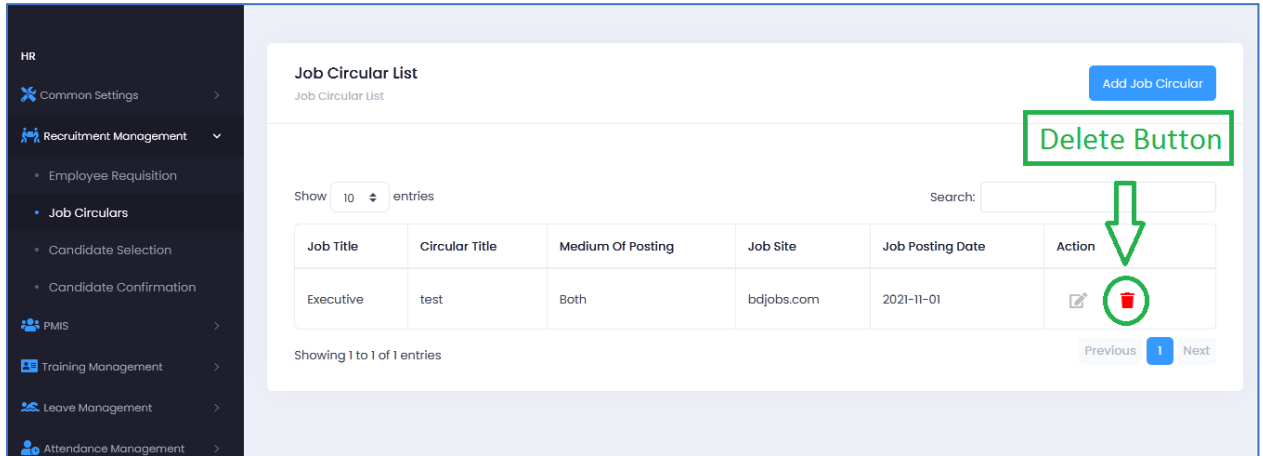 HR
Common Settings
Recruitment Management
Employee Requisition
Job Circulars
Candidate Selection
Candidate Confirmation
PMIS
Training Management
Leave Management
Attendance Management
Job Circular List
Job Circular List
Add Job Circular
Delete Button
Show 10 entries
Search:
Job Title Circular Title Medium Of Posting Job Site Job Posting Date Action
Executive test Both bdjobs.com 2021-11-01
Showing 1 to 1 of 1 entries
Previous 1 Next